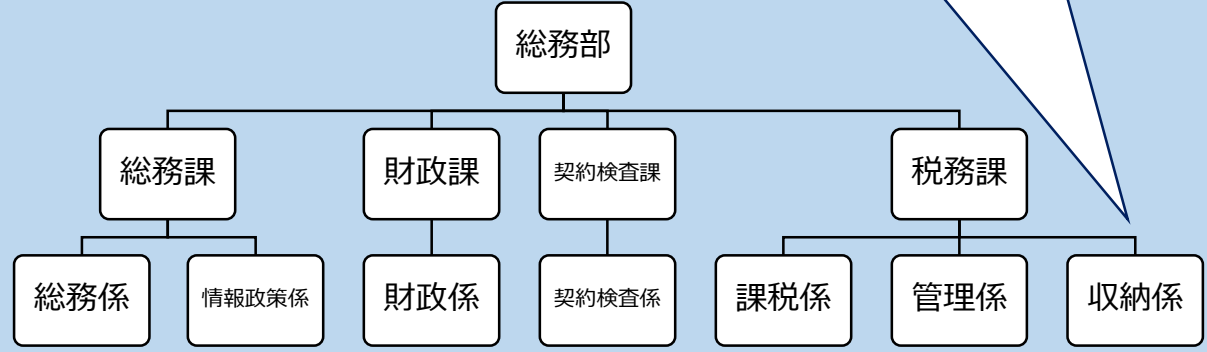 総務部
総務課
財政課
契約検査課
税務課
総務係
情報政策係
財政係
契約検査係
課税係
管理係
収納係